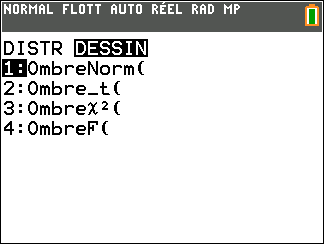 NORMAL FLOTT AUTO RÉEL RAD MP
DISTR DESSIN
1:OmbreNorm(
2:Ombre_t(
3:Ombreχ²(
4:OmbreF(